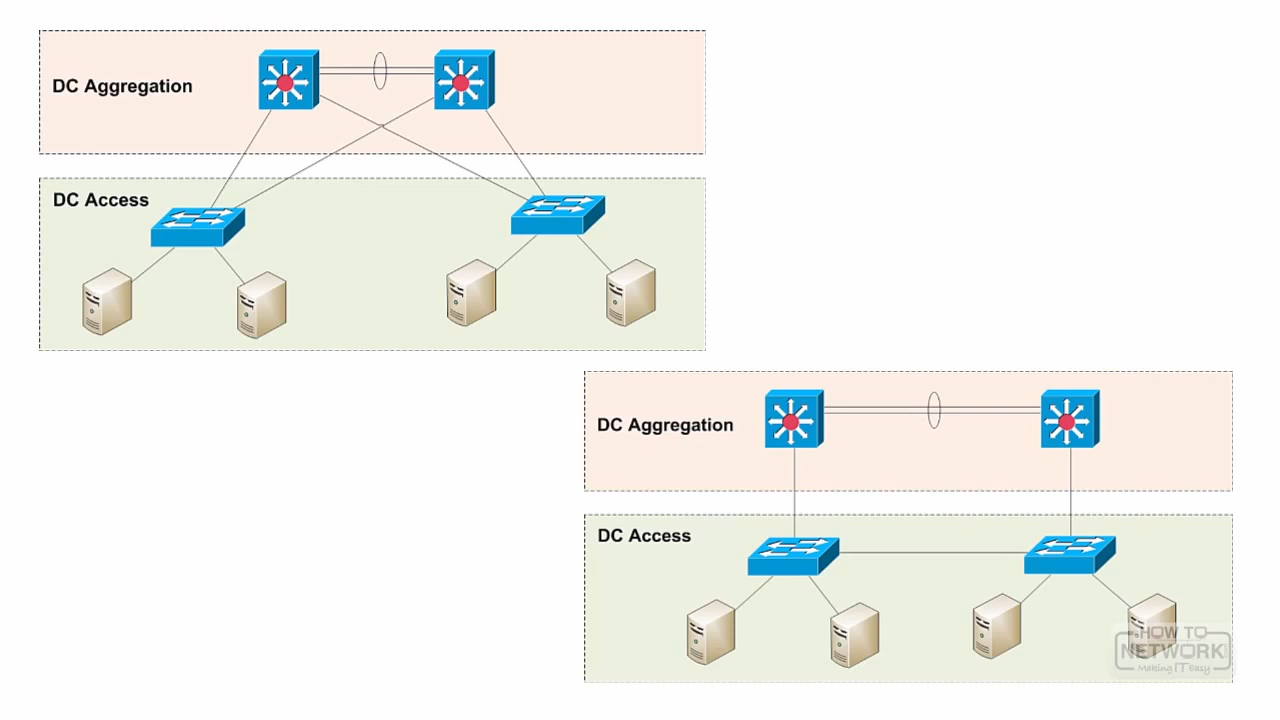 DC Aggregation
DC Access
DC Aggregation
DC Access
HOW TO
NETWORK
Making IT Easy